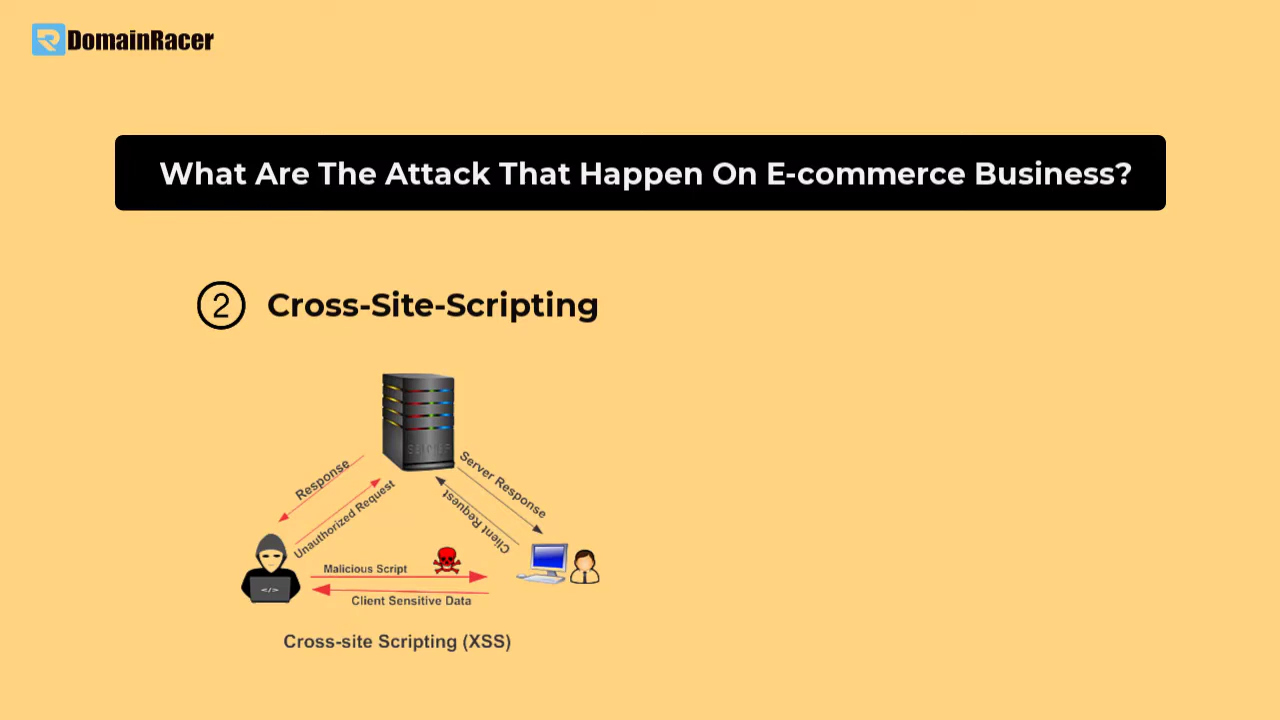 DomainRacer
What Are The Attack That Happen On E-commerce Business?
2 Cross-Site-Scripting
Response
Unauthorized Request
Server Response
Client Request
Malicious Script
</>
Client Sensitive Data
Cross-site Scripting (XSS)